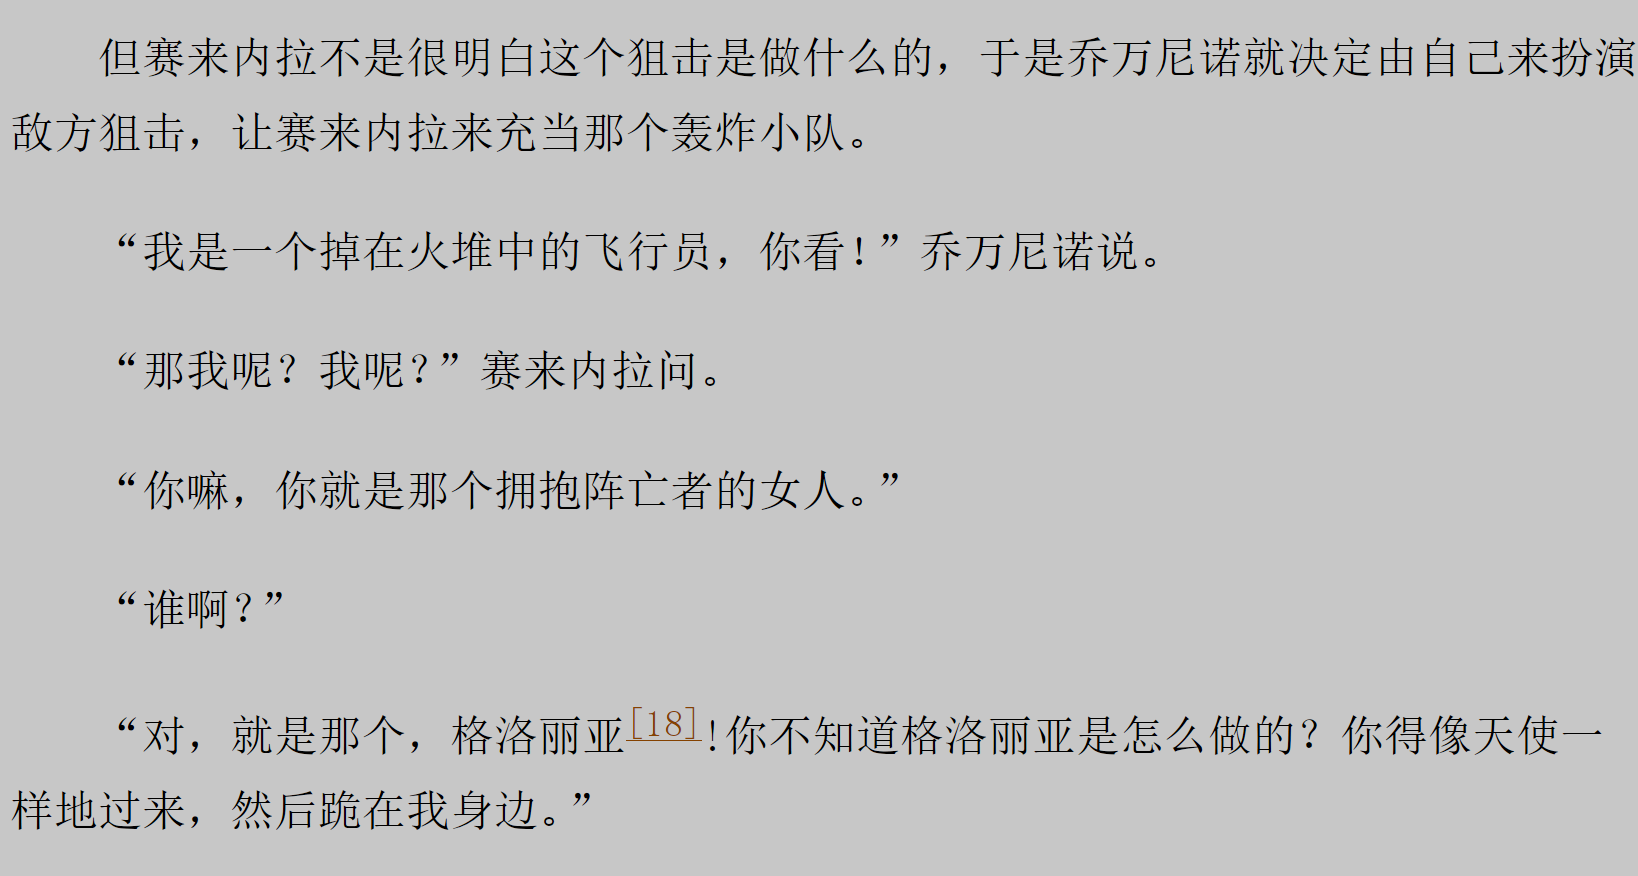 但赛来内拉不是很明白这个狙击是做什么的，于是乔万尼诺就决定由自己来扮演
敌方狙击，让赛来内拉来充当那个轰炸小队。
“我是一个掉在火堆中的飞行员，你看！”乔万尼诺说。
“那我呢？我呢？”赛来内拉问。
“你嘛，你就是那个拥抱阵亡者的女人。”
“谁啊？”
“对，就是那个，格洛丽亚[18]！你不知道格洛丽亚是怎么做的？你得像天使一
样地过来，然后跪在我身边。”